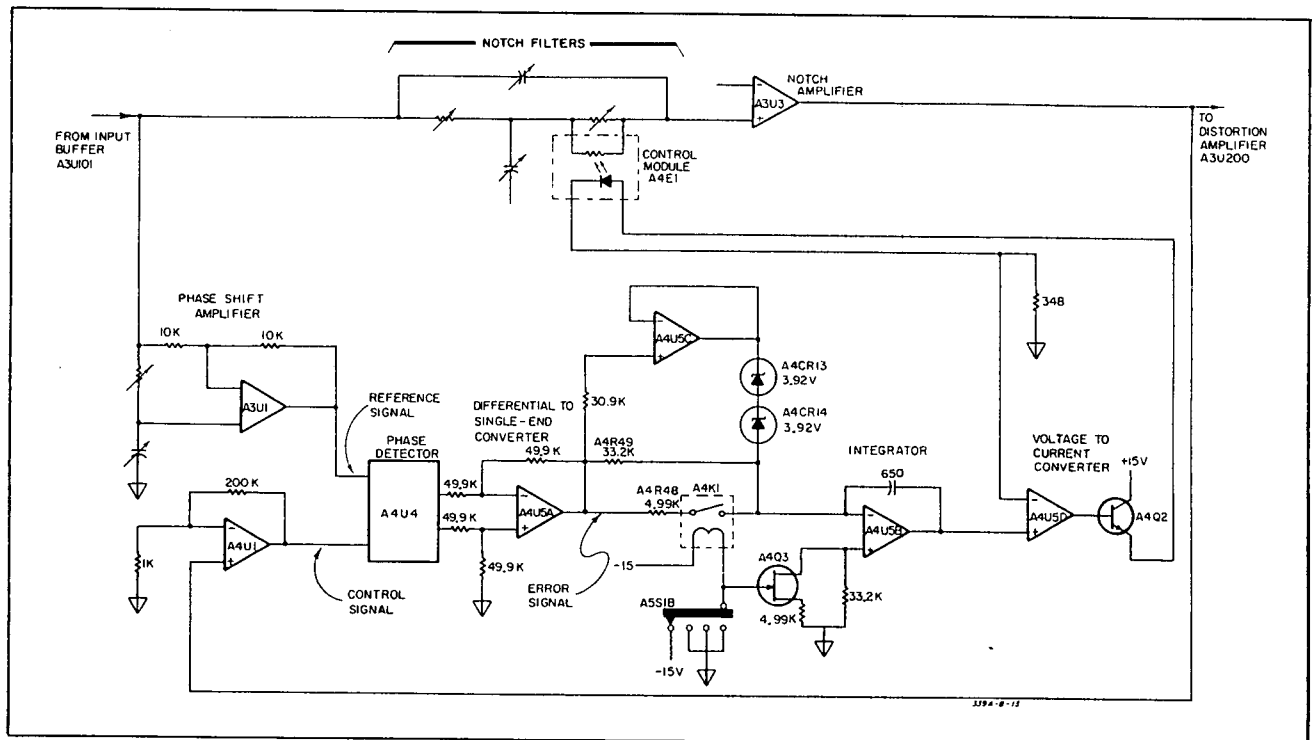 NOTCH FILTERS
NOTCH
AMPLIFIER
A3U3
-
+
FROM INPUT
BUFFER
A3U101
TO
DISTORTION
AMPLIFIER
A3U200
CONTROL
MODULE
A4E1
348
PHASE SHIFT
AMPLIFIER
10K
10K
A3U1
-
+
REFERENCE
SIGNAL
DIFFERENTIAL TO
SINGLE-END
CONVERTER
PHASE
DETECTOR
A4U4
49.9K
49.9K
49.9K
49.9K
A4U5A
-
+
A4U5C
-
+
30.9K
A4R49
33.2K
A4CR13
3.92V
A4CR14
3.92V
A4R48
4.99K
A4K1
-15
ERROR
SIGNAL
INTEGRATOR
650
A4U5B
-
+
A4Q3
33.2K
4.99K
A5S1B
-15V
VOLTAGE TO
CURRENT
CONVERTER
+15V
A4U5D
-
+
A4Q2
200K
1K
A4U1
-
+
CONTROL
SIGNAL
339A-8-13